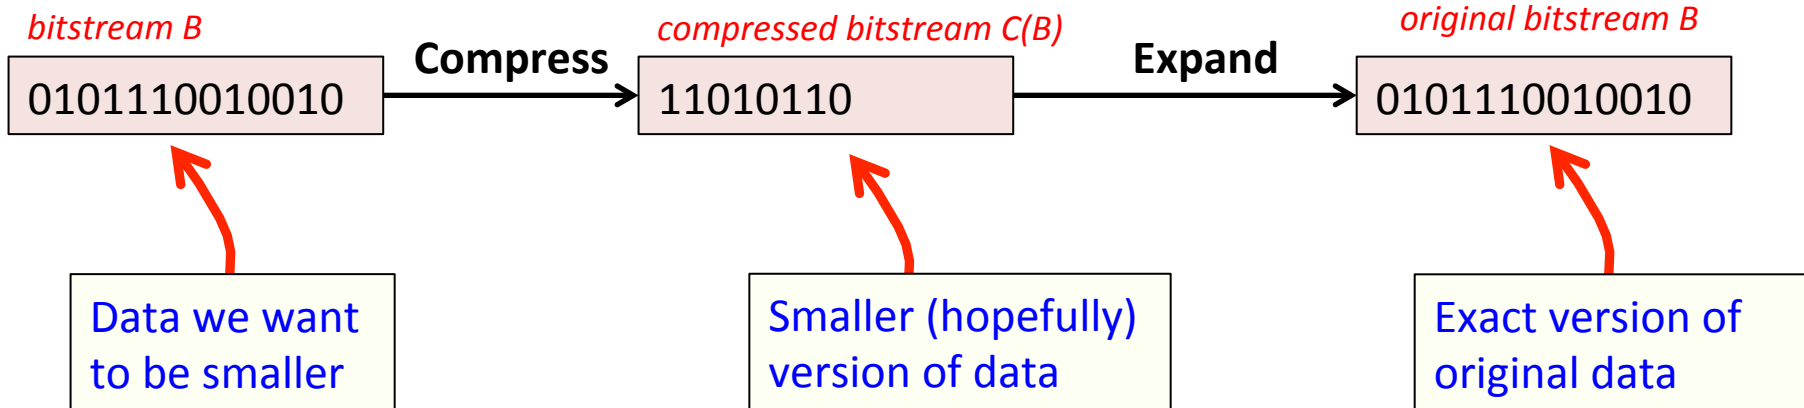 bitstream B
compressed bitstream C(B)
original bitstream B
Compress
Expand
0101110010010
11010110
0101110010010
Data we want
to be smaller
Smaller (hopefully)
version of data
Exact version of
original data